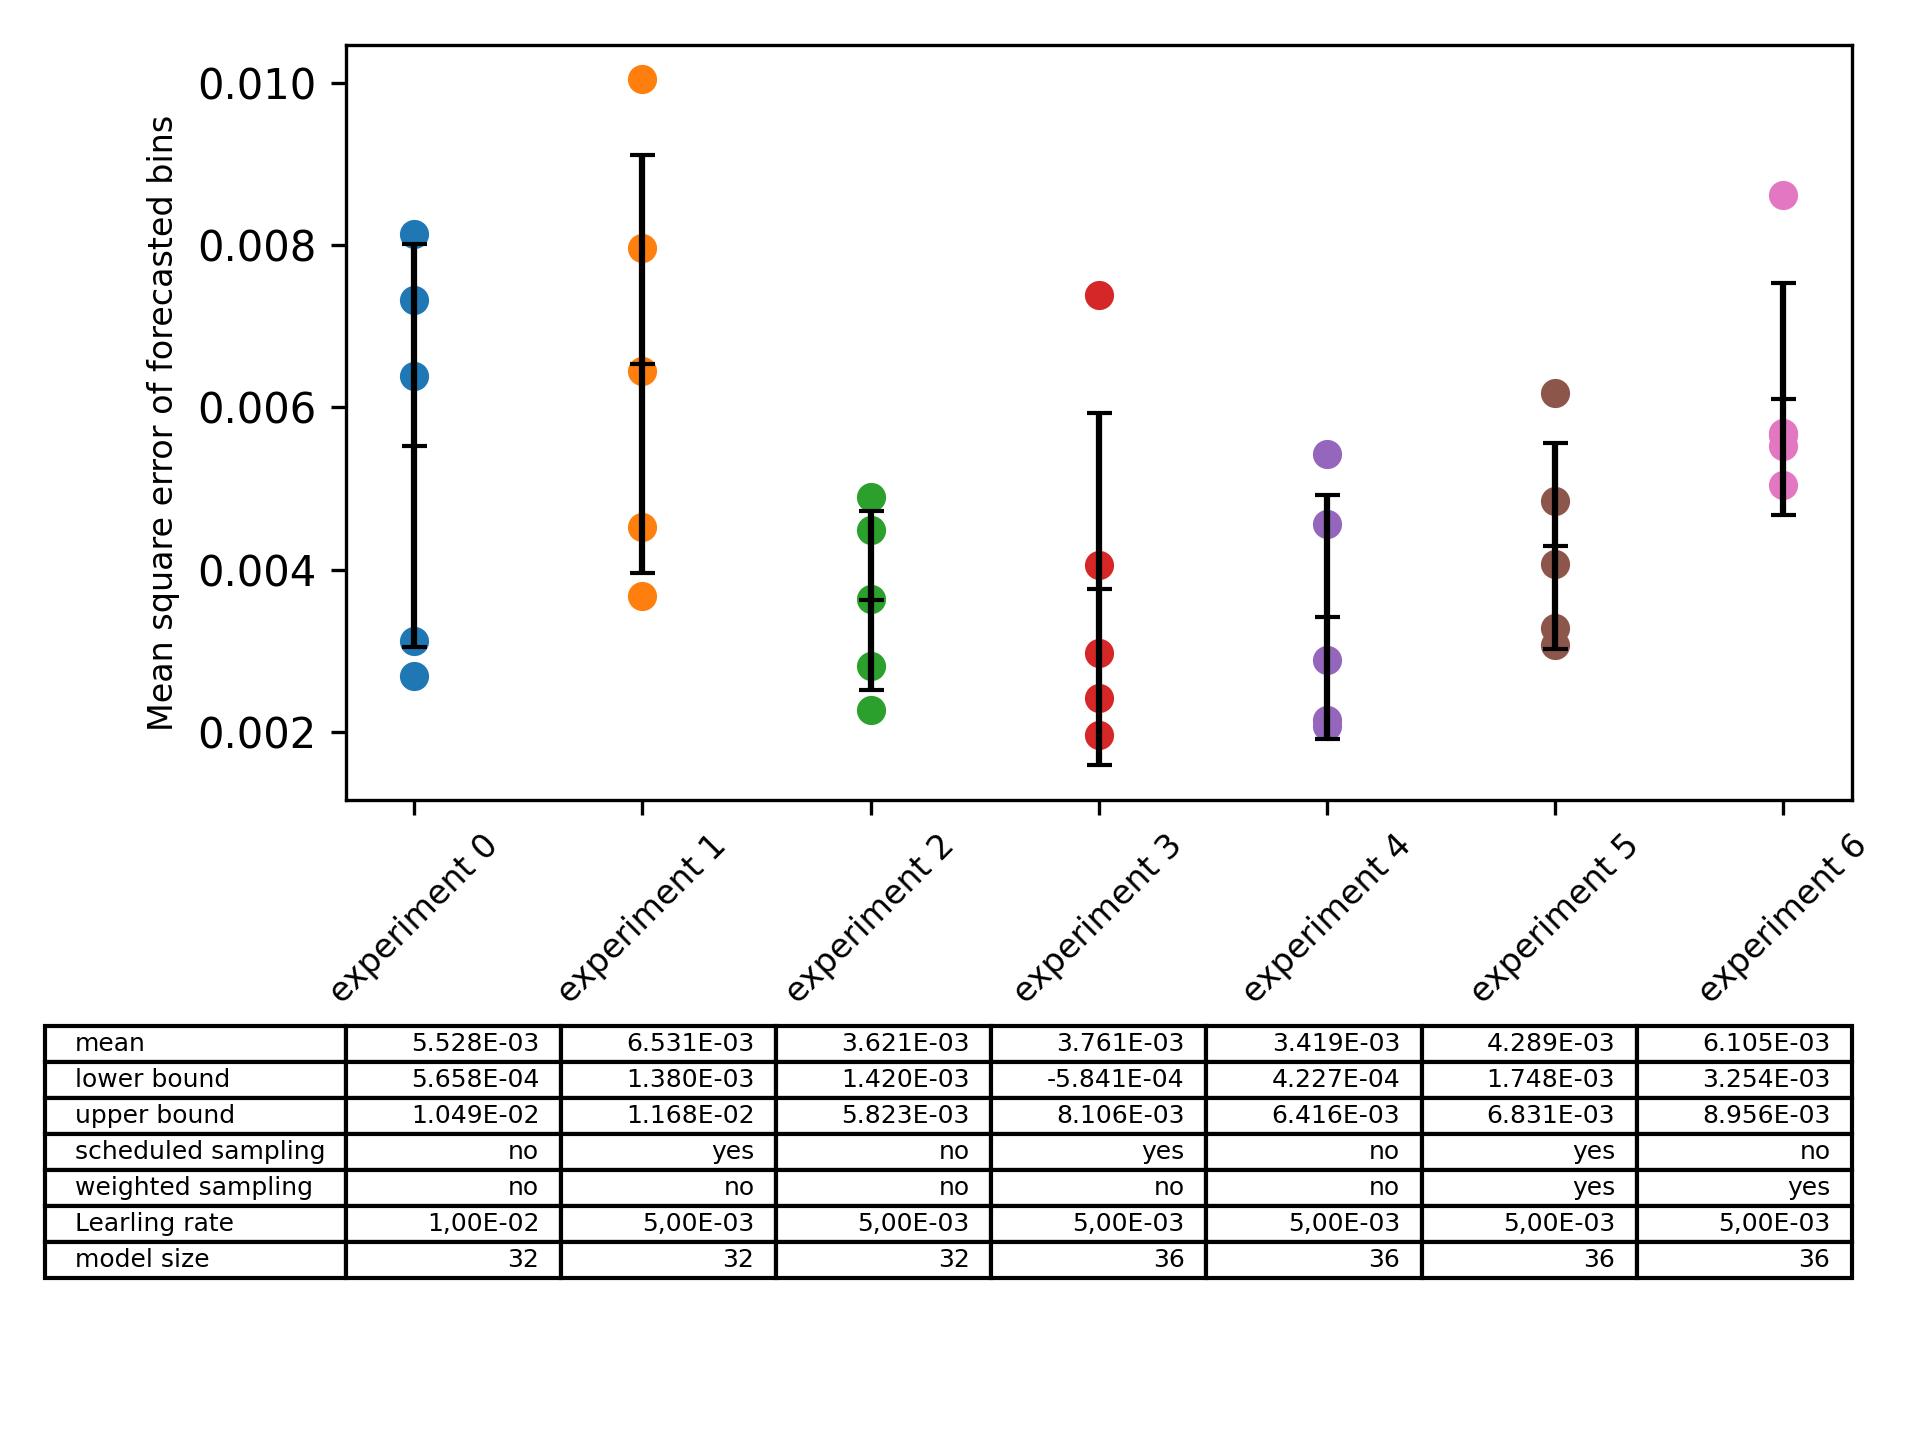 Mean square error of forecasted bins
0.010
0.008
0.006
0.004
0.002
experiment 0
experiment 1
experiment 2
experiment 3
experiment 4
experiment 5
experiment 6
mean 5.528E-03 6.531E-03 3.621E-03 3.761E-03 3.419E-03 4.289E-03 6.105E-03
lower bound 5.658E-04 1.380E-03 1.420E-03 -5.841E-04 4.227E-04 1.748E-03 3.254E-03
upper bound 1.049E-02 1.168E-02 5.823E-03 8.106E-03 6.416E-03 6.831E-03 8.956E-03
scheduled sampling no yes no yes no yes no
weighted sampling no no no no no yes yes
Learling rate 1,00E-02 5,00E-03 5,00E-03 5,00E-03 5,00E-03 5,00E-03 5,00E-03
model size 32 32 32 36 36 36 36